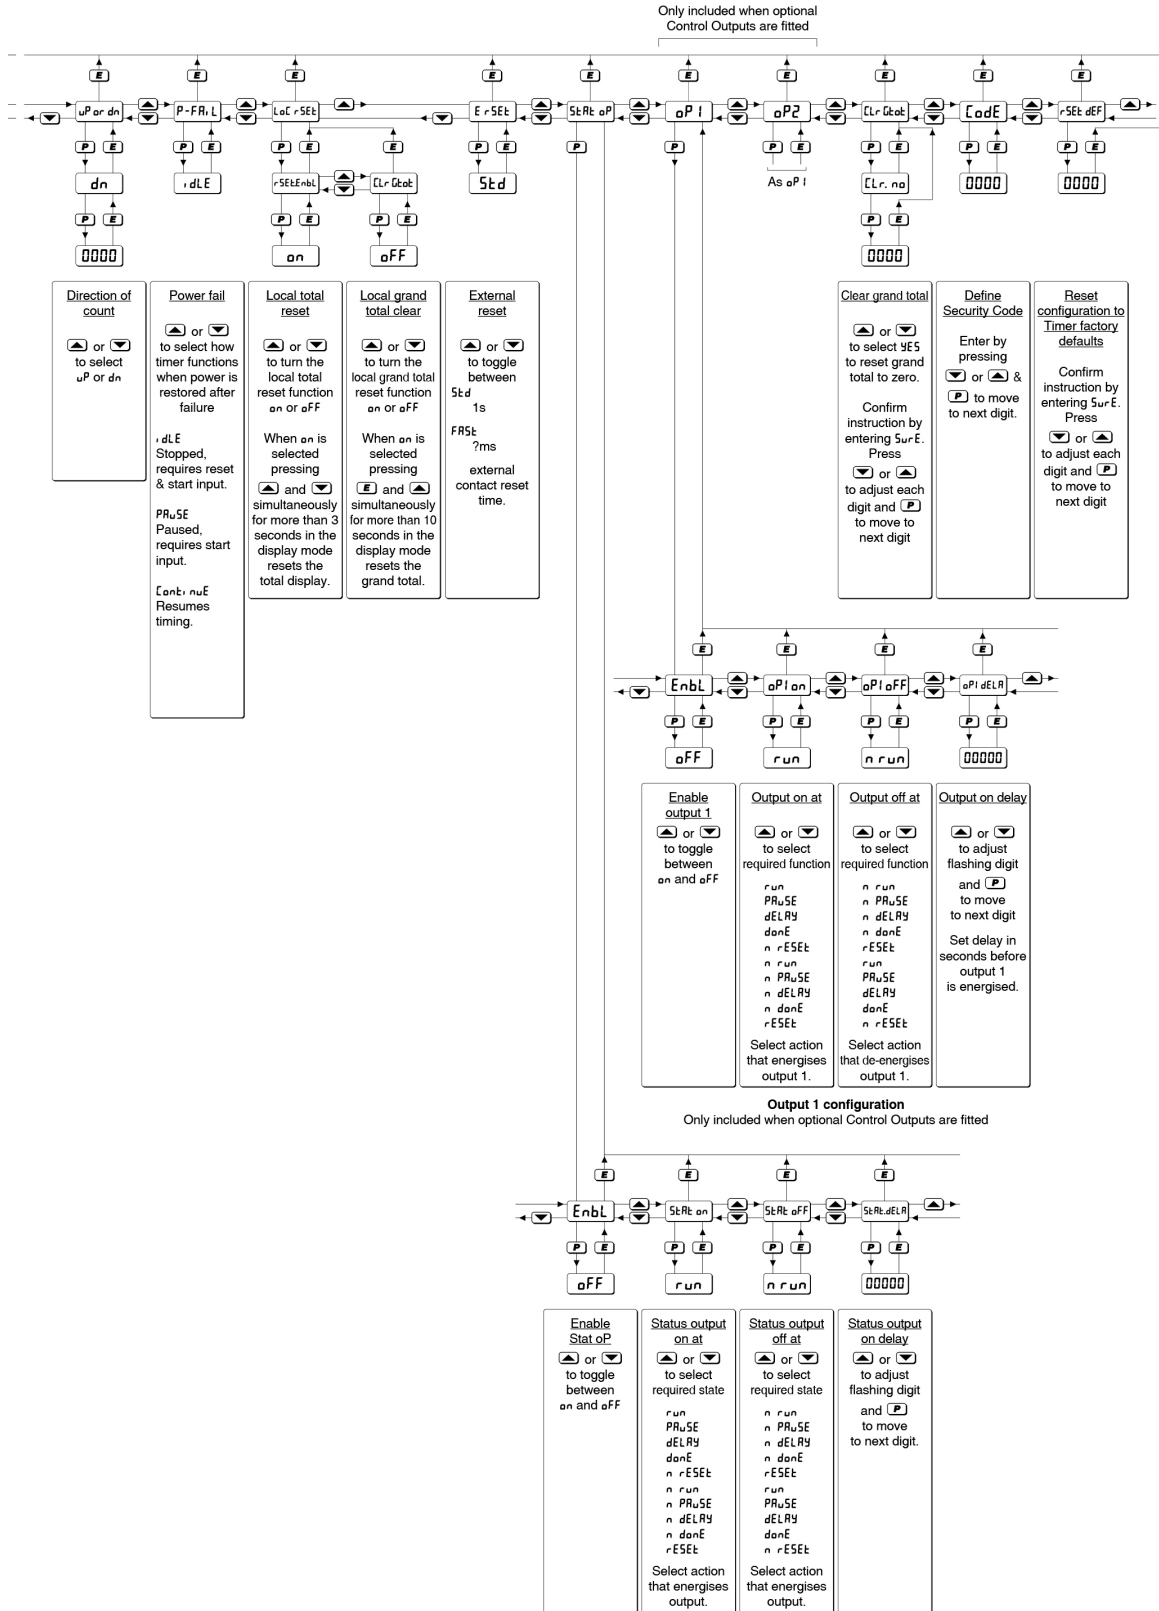 Only included when optional
Control Outputs are fitted
E E E E E E E E E E
uP or dn P-FAiL LoC rSEt E rSEt StAt oP oP1 oP2 CLr Gtot CodE rSEt dEF
P E P E P E E P E P P P E P E P E P E
dn idLE rSEt.EnbL CLr Gtot Std As oP1 CLr. no 0000 0000
P E P E P E P E
0000 on oFF 0000
Direction of
count
or
to select
uP or dn
Power fail
or
to select how
timer functions
when power is
restored after
failure
idLE
Stopped,
requires reset
& start input.
PAuSE
Paused,
requires start
input.
ContinuE
Resumes
timing.
Local total
reset
or
to turn the
local total
reset function
on or oFF
When on is
selected
pressing
and
simultaneously
for more than 3
seconds in the
display mode
resets the
total display.
Local grand
total clear
or
to turn the
local grand total
reset function
on or oFF
When on is
selected
pressing
E and
simultaneously
for more than 10
seconds in the
display mode
resets the
grand total.
External
reset
or
to toggle
between
Std
1s
FASt
?ms
external
contact reset
time.
Clear grand total
or
to select YES
to reset grand
total to zero.
Confirm
instruction by
entering SurE.
Press
or
to adjust each
digit and P
to move to
next digit
Define
Security Code
Enter by
pressing
or &
P to move
to next digit.
Reset
configuration to
Timer factory
defaults
Confirm
instruction by
entering SurE.
Press
or
to adjust each
digit and P
to move to
next digit
E E E E
EnbL oP1 on oP1 oFF oP1 dELA
P E P E P E P E
oFF run n run 00000
Enable
output 1
or
to toggle
between
on and oFF
Output on at
or
to select
required function
run
PAuSE
dELAY
donE
n rESEt
n run
n PAuSE
n dELAY
n donE
rESEt
Select action
that energises
output 1.
Output off at
or
to select
required function
n run
n PAuSE
n dELAY
n donE
rESEt
run
PAuSE
dELAY
donE
n rESEt
Select action
that de-energises
output 1.
Output on delay
or
to adjust
flashing digit
and P
to move
to next digit
Set delay in
seconds before
output 1
is energised.
Output 1 configuration
Only included when optional Control Outputs are fitted
E E E E
EnbL StAt on StAt oFF StAt.dELA
P E P E P E P E
oFF run n run 00000
Enable
Stat oP
or
to toggle
between
on and oFF
Status output
on at
or
to select
required state
run
PAuSE
dELAY
donE
n rESEt
n run
n PAuSE
n dELAY
n donE
rESEt
Select action
that energises
output.
Status output
off at
or
to select
required state
n run
n PAuSE
n dELAY
n donE
rESEt
run
PAuSE
dELAY
donE
n rESEt
Select action
that energises
output.
Status output
on delay
or
to adjust
flashing digit
and P
to move
to next digit.